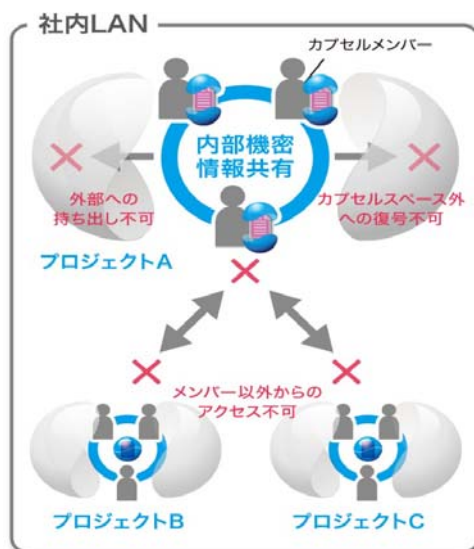 社内LAN
カプセルメンバー
内部機密
情報共有
外部への
持ち出し不可
カプセルスペース外
への復号不可
プロジェクトA
メンバー以外からの
アクセス不可
プロジェクトB
プロジェクトC